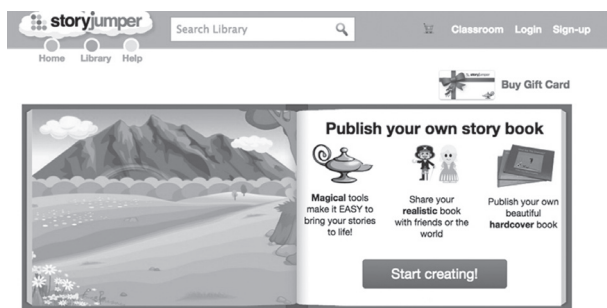 storyjumper
Search Library
Classroom Login Sign-up
Home Library Help
Buy Gift Card
Publish your own story book
Magical tools
make it EASY to
bring your stories
to life!
Share your
realistic book
with friends or the
world
Publish your own
beautiful
hardcover book
Start creating!